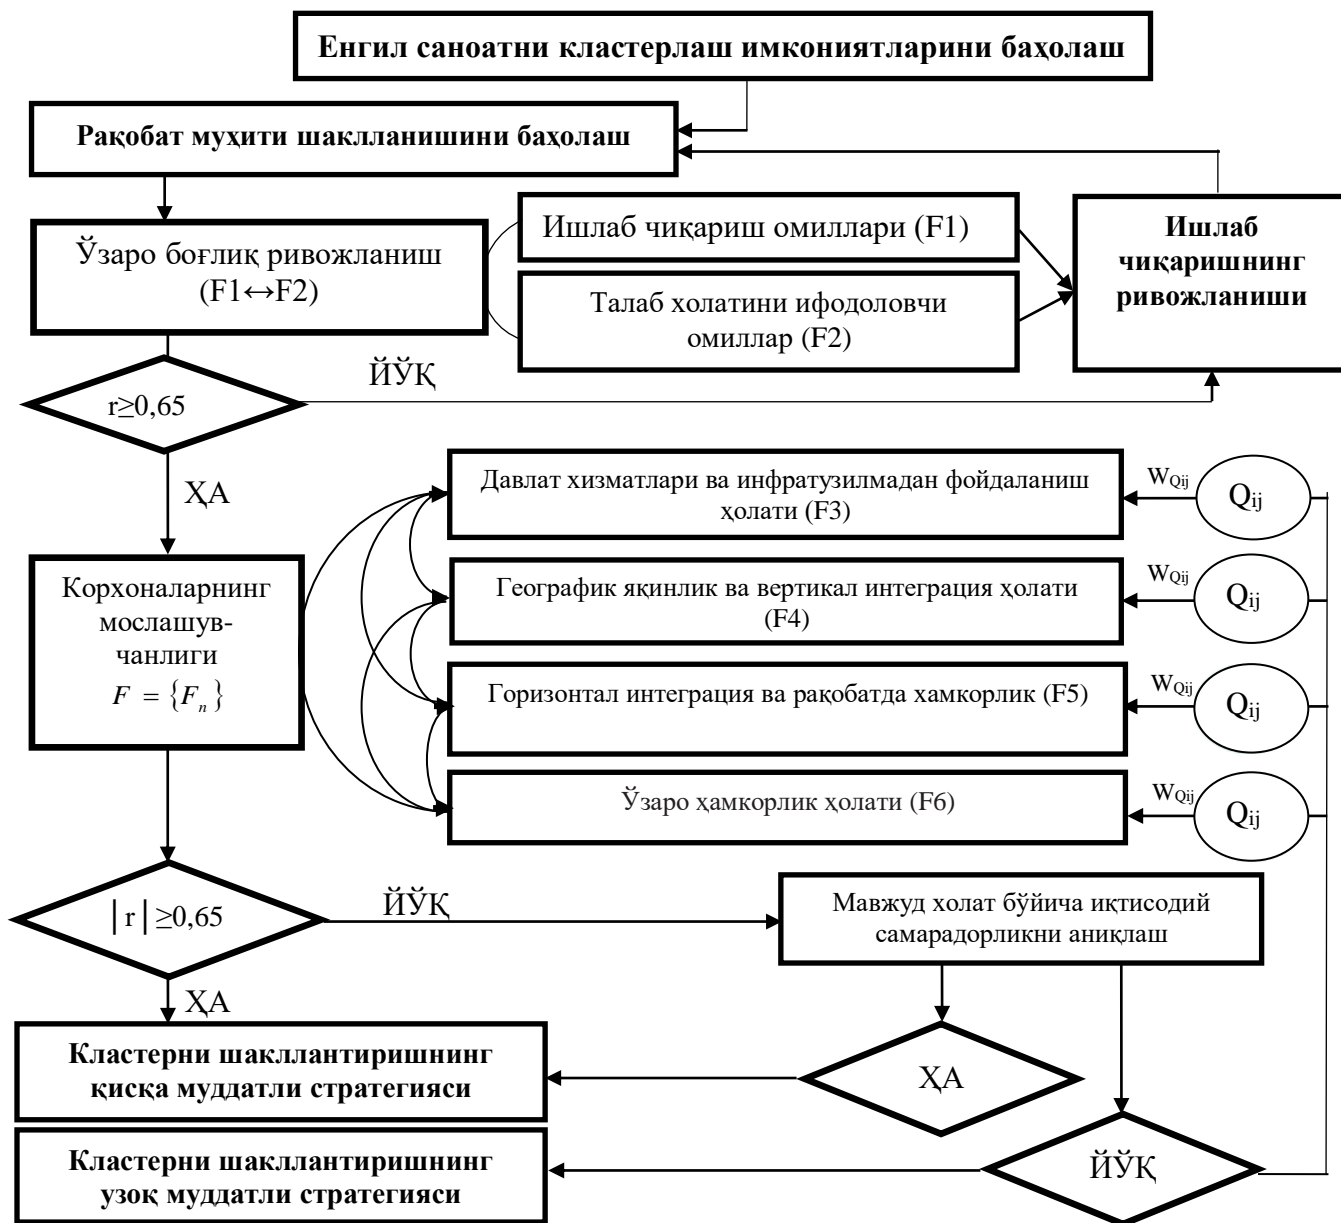 Енгил саноатни кластерлаш имкониятларини баҳолаш
Рақобат муҳити шаклланишини баҳолаш
Ўзаро боғлиқ ривожланиш
(F1↔F2)
Ишлаб чиқариш омиллари (F1)
Талаб холатини ифодоловчи
омиллар (F2)
Ишлаб
чиқаришнинг
ривожланиши
r≥0,65
ЙЎҚ
ҲА
Давлат хизматлари ва инфратузилмадан фойдаланиш
ҳолати (F3)
WQij
Qij
Корхоналарнинг
мослашув-
чанлиги
F = {Fn}
Географик яқинлик ва вертикал интеграция ҳолати
(F4)
WQij
Qij
Горизонтал интеграция ва рақобатда хамкорлик (F5)
WQij
Qij
Ўзаро ҳамкорлик ҳолати (F6)
WQij
Qij
|r| ≥0,65
ЙЎҚ
Мавжуд холат бўйича иқтисодий
самарадорликни аниқлаш
ҲА
Кластерни шакллантиришнинг
қисқа муддатли стратегияси
ҲА
Кластерни шакллантиришнинг
узоқ муддатли стратегияси
ЙЎҚ